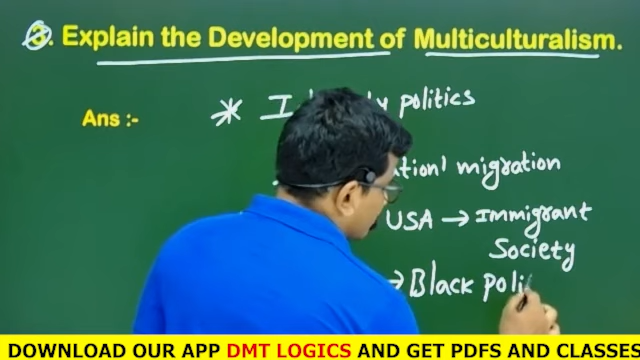 3. Explain the Development of Multiculturalism.
Ans :-
* politics
migration
USA → Immigrant
Society
→ Black poli
DOWNLOAD OUR APP DMT LOGICS AND GET PDFS AND CLASSES